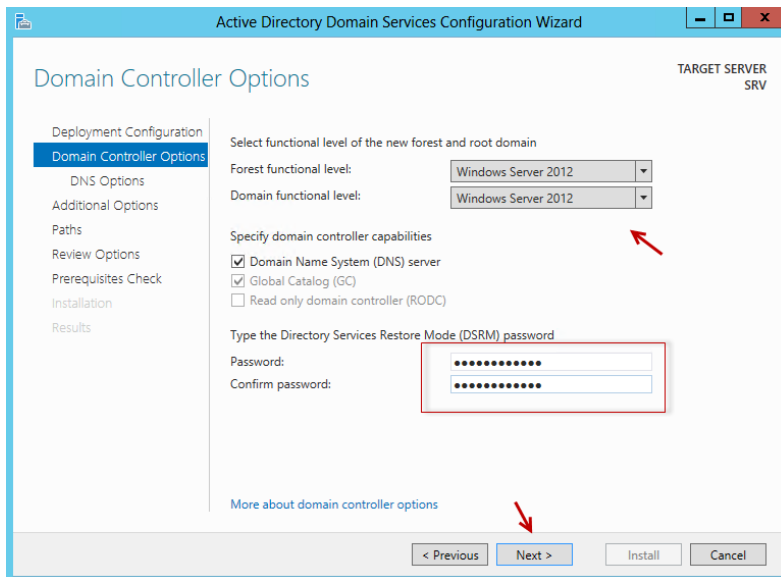 Active Directory Domain Services Configuration Wizard
Domain Controller Options
TARGET SERVER
SRV
Deployment Configuration
Domain Controller Options
DNS Options
Additional Options
Paths
Review Options
Prerequisites Check
Installation
Results
Select functional level of the new forest and root domain
Forest functional level: Windows Server 2012
Domain functional level: Windows Server 2012
Specify domain controller capabilities
Domain Name System (DNS) server
Global Catalog (GC)
Read only domain controller (RODC)
Type the Directory Services Restore Mode (DSRM) password
Password: ●●●●●●●●●●●●
Confirm password: ●●●●●●●●●●●●
More about domain controller options
< Previous Next > Install Cancel